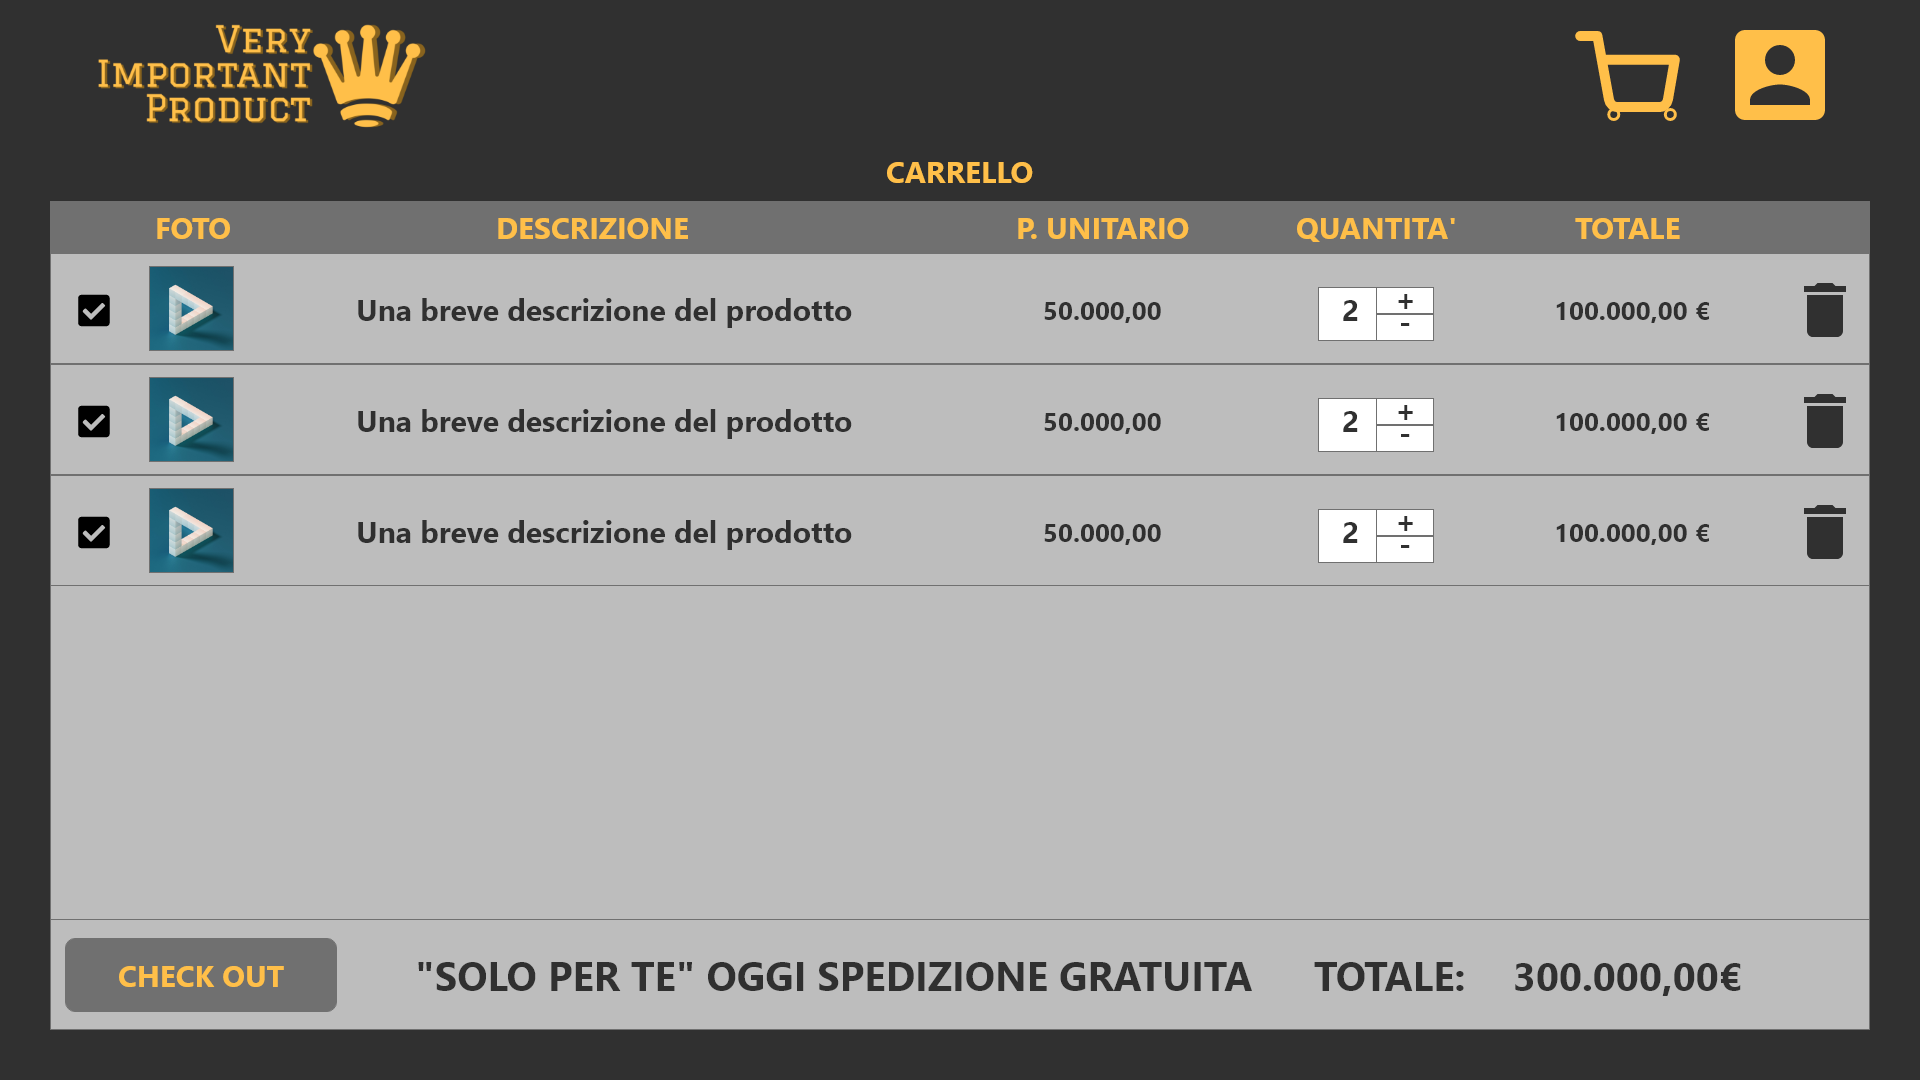 VERY
IMPORTANT
PRODUCT
CARRELLO
FOTO DESCRIZIONE P. UNITARIO QUANTITA' TOTALE
Una breve descrizione del prodotto 50.000,00 2 + - 100.000,00 €
Una breve descrizione del prodotto 50.000,00 2 + - 100.000,00 €
Una breve descrizione del prodotto 50.000,00 2 + - 100.000,00 €
CHECK OUT "SOLO PER TE" OGGI SPEDIZIONE GRATUITA TOTALE: 300.000,00€